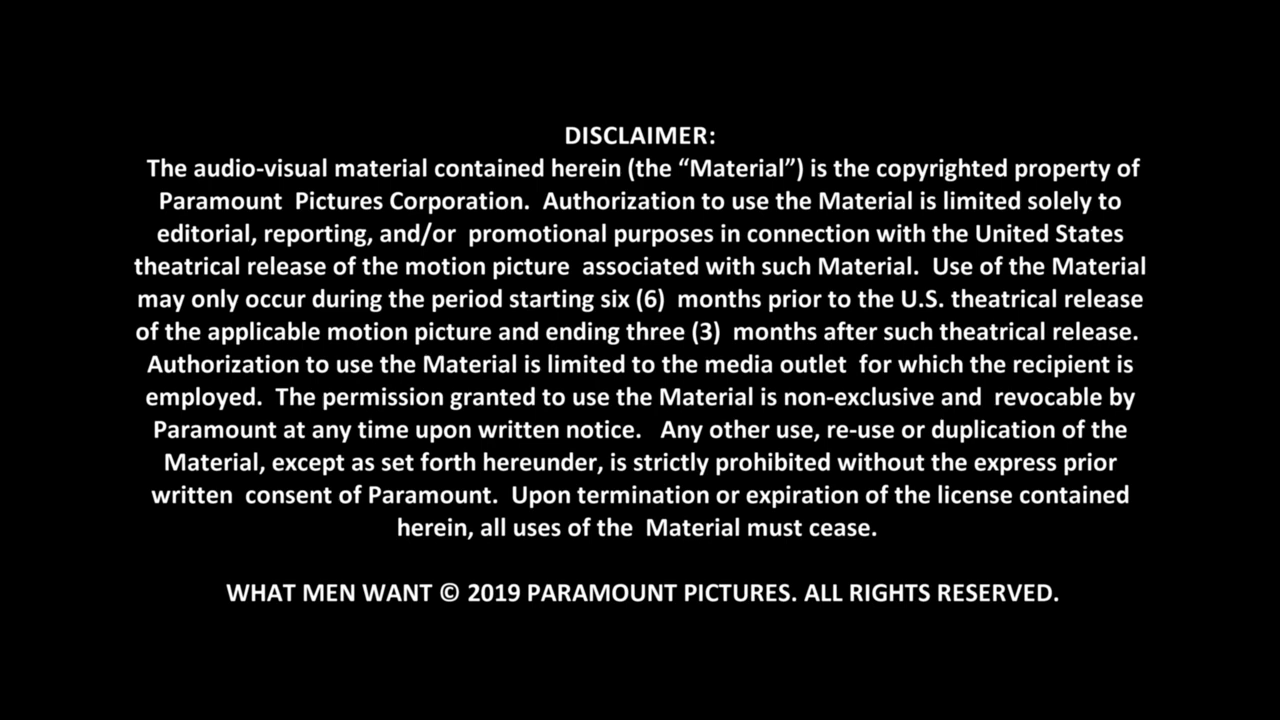 DISCLAIMER:
The audio-visual material contained herein (the “Material”) is the copyrighted property of
Paramount  Pictures Corporation.  Authorization to use the Material is limited solely to
editorial, reporting, and/or  promotional purposes in connection with the United States
theatrical release of the motion picture  associated with such Material.  Use of the Material
may only occur during the period starting six (6)  months prior to the U.S. theatrical release
of the applicable motion picture and ending three (3)  months after such theatrical release.
Authorization to use the Material is limited to the media outlet  for which the recipient is
employed.  The permission granted to use the Material is non-exclusive and  revocable by
Paramount at any time upon written notice.   Any other use, re-use or duplication of the
Material, except as set forth hereunder, is strictly prohibited without the express prior
written  consent of Paramount.  Upon termination or expiration of the license contained
herein, all uses of the  Material must cease.
WHAT MEN WANT © 2019 PARAMOUNT PICTURES. ALL RIGHTS RESERVED.